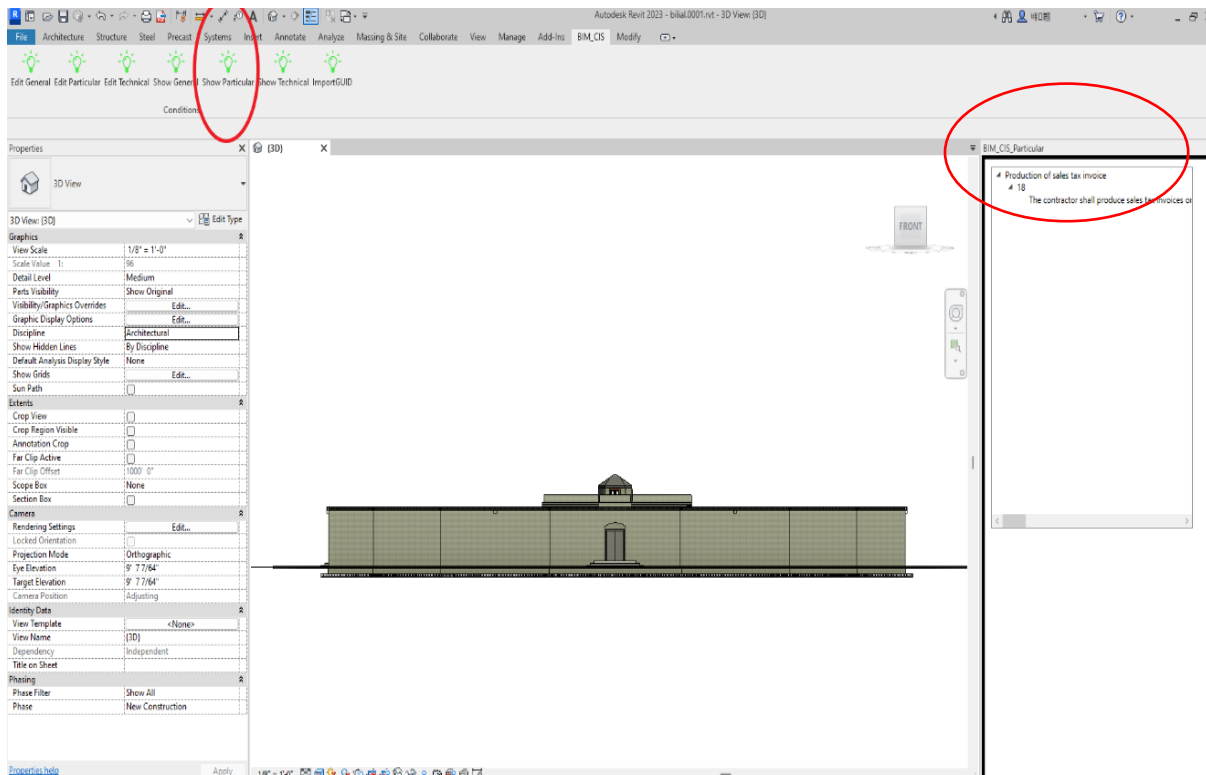 Autodesk Revit 2023 - bilial.0001.rvt - 3D View: {3D}
File Architecture Structure Steel Precast Systems Insert Annotate Analyze Massing & Site Collaborate View Manage Add-Ins BIM_CIS Modify
Edit General Edit Particular Edit Technical Show General Show Particular Show Technical ImportGUID
Conditions
Properties X {3D} X BIM_CIS_Particular
3D View
Production of sales tax invoice
18
The contractor shall produce sales tax invoices or
3D View: {3D} Edit Type
FRONT
Graphics
View Scale 1/8" = 1'-0"
Scale Value 1: 96
Detail Level Medium
Parts Visibility Show Original
Visibility/Graphics Overrides Edit...
Graphic Display Options Edit...
Discipline Architectural
Show Hidden Lines By Discipline
Default Analysis Display Style None
Show Grids Edit...
Sun Path
Extents
Crop View
Crop Region Visible
Annotation Crop
Far Clip Active
Far Clip Offset 1000' 0"
Scope Box None
Section Box
Camera
Rendering Settings Edit...
Locked Orientation
Projection Mode Orthographic
Eye Elevation 9' 7 7/64"
Target Elevation 9' 7 7/64"
Camera Position Adjusting
Identity Data
View Template <None>
View Name {3D}
Dependency Independent
Title on Sheet
Phasing
Phase Filter Show All
Phase New Construction
Properties help Apply 1/8" = 1'-0"